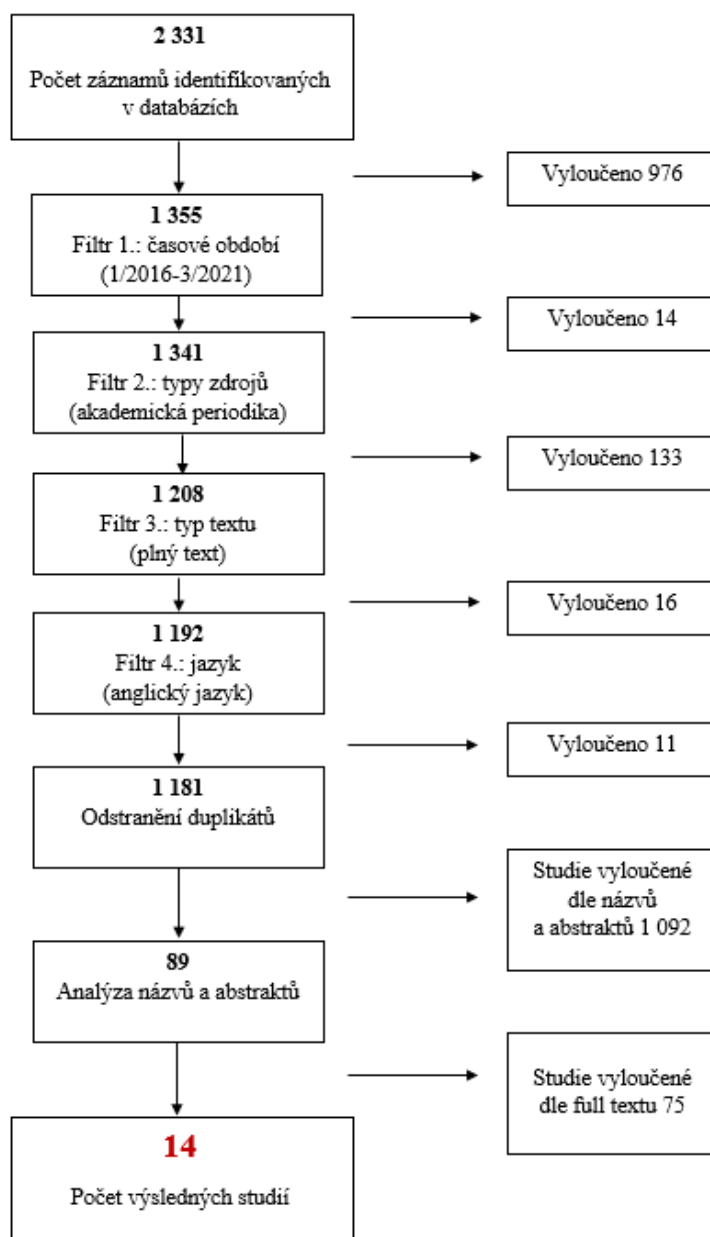 2 331
Počet záznamů identifikovaných
v databázích
Vyloučeno 976
1 355
Filtr 1.: časové období
(1/2016-3/2021)
Vyloučeno 14
1 341
Filtr 2.: typy zdrojů
(akademická periodika)
Vyloučeno 133
1 208
Filtr 3.: typ textu
(plný text)
Vyloučeno 16
1 192
Filtr 4.: jazyk
(anglický jazyk)
Vyloučeno 11
1 181
Odstranění duplikátů
Studie vyloučené
dle názvů
a abstraktů 1 092
89
Analýza názvů a abstraktů
Studie vyloučené
dle full textu 75
14
Počet výsledných studií